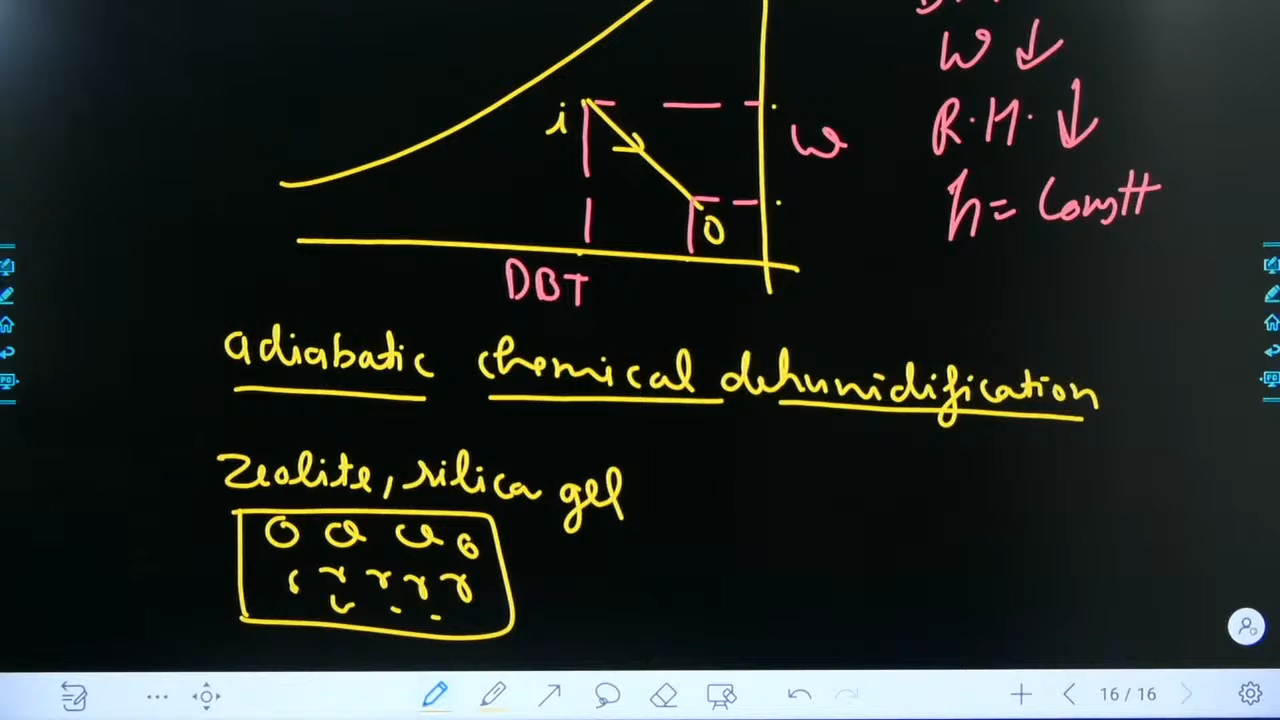 W ↓
R.H. ↓
i
W
h = Constt
O
DBT
adiabatic chemical dehumidification
Zeolite, silica gel
16 / 16